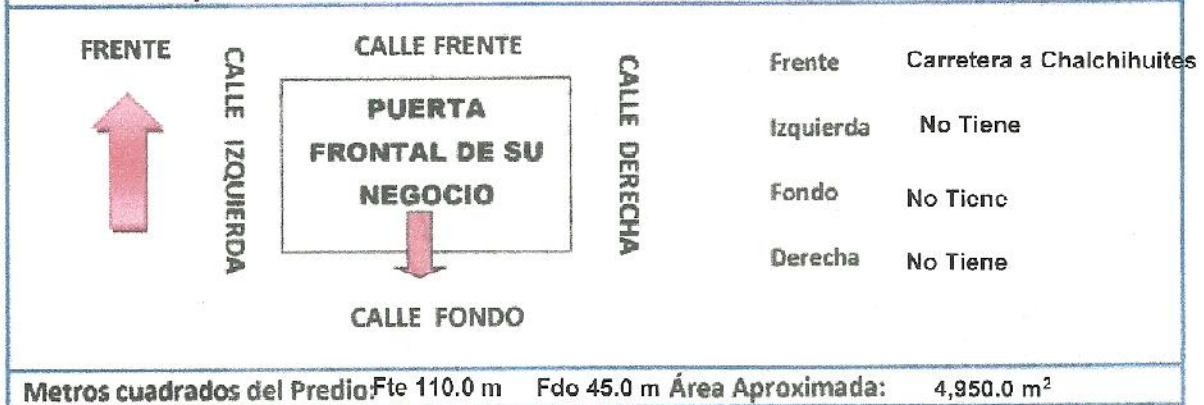 FRENTE
CALLE IZQUIERDA
CALLE FRENTE
PUERTA
FRONTAL DE SU
NEGOCIO
CALLE FONDO
CALLE DERECHA
Frente Carretera a Chalchihuites
Izquierda No Tiene
Fondo No Tiene
Derecha No Tiene
Metros cuadrados del Predio: Fte 110.0 m Fdo 45.0 m Área Aproximada: 4,950.0 m²